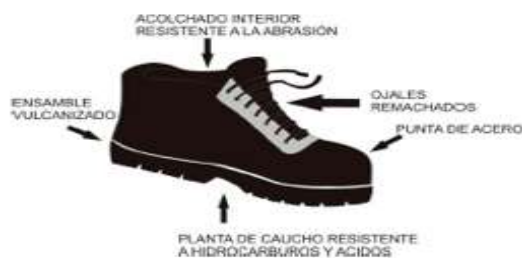 ACOLCHADO INTERIOR
RESISTENTE A LA ABRASIÓN
OJALES
REMACHADOS
ENSAMBLE
VULCANIZADO
PUNTA DE ACERO
PLANTA DE CAUCHO RESISTENTE
A HIDROCARBUROS Y ACIDOS